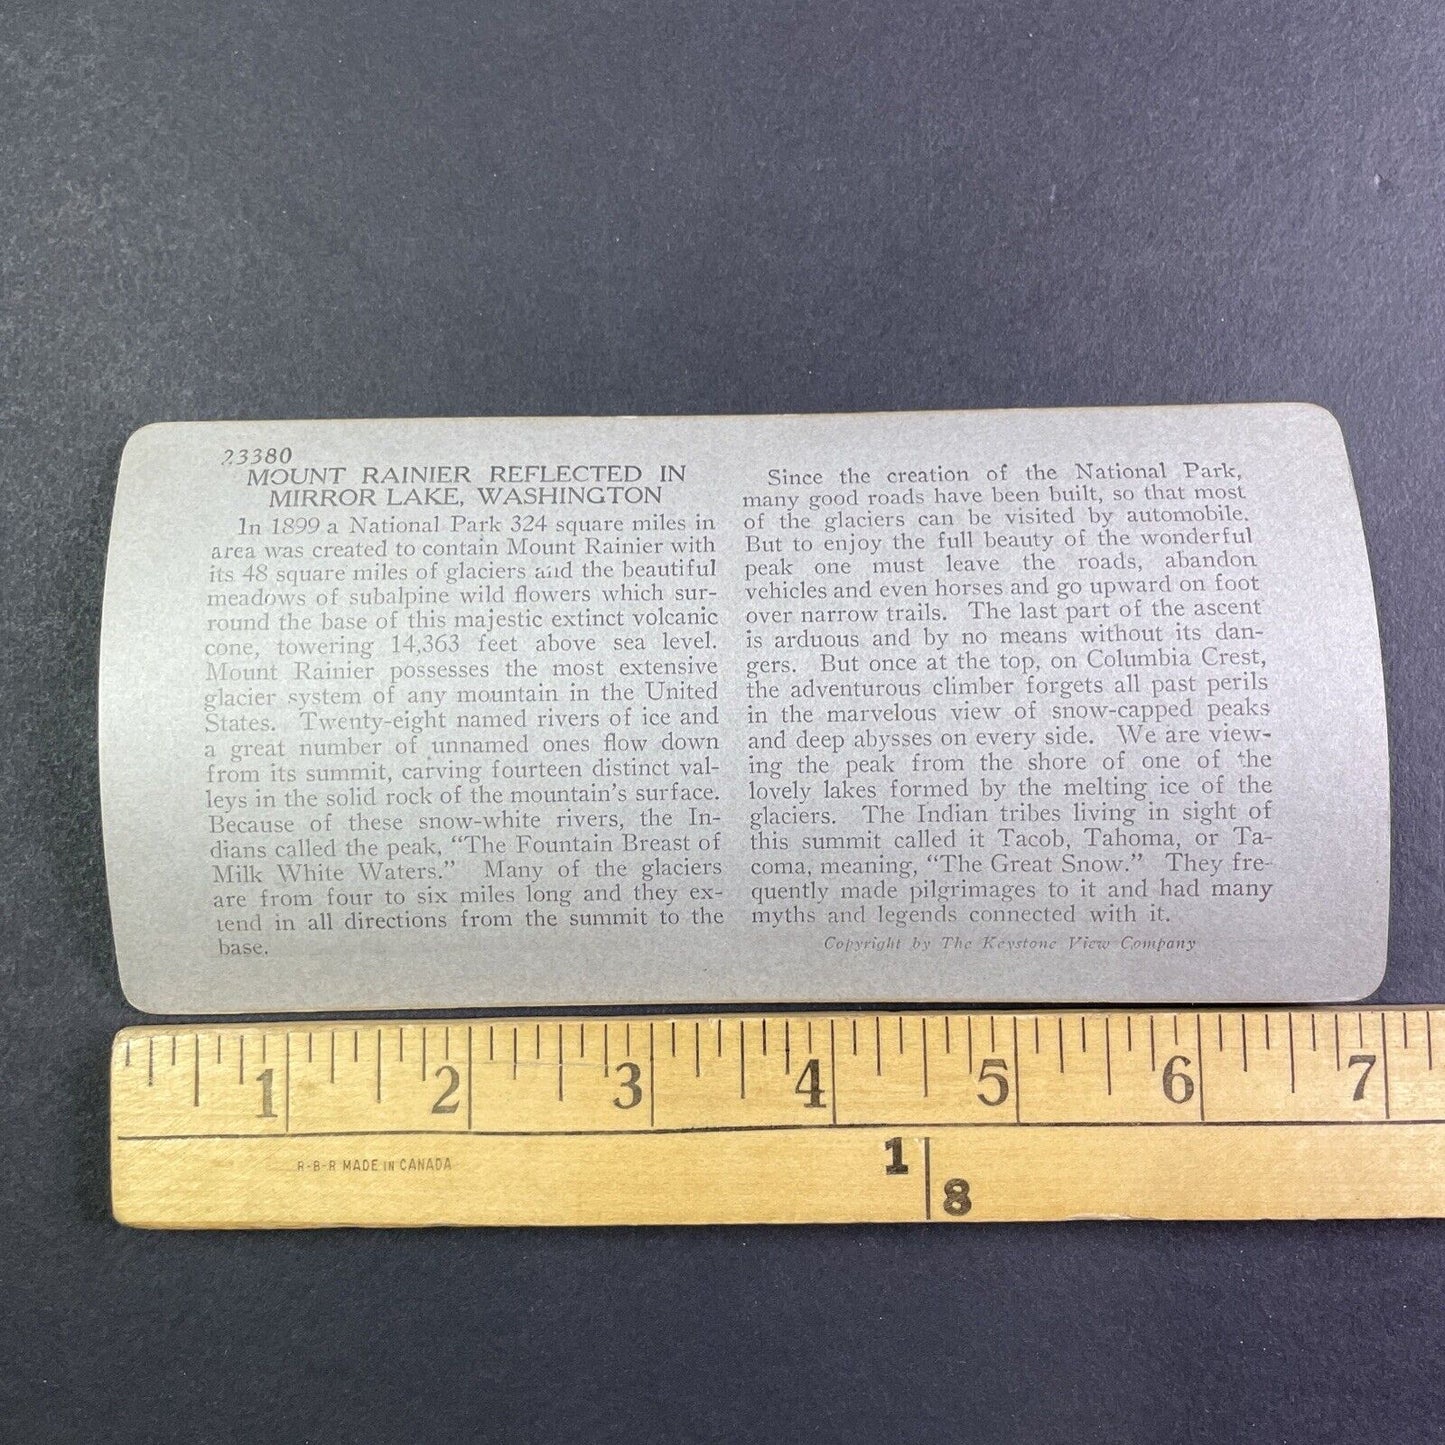 23380
MOUNT RAINIER REFLECTED IN
MIRROR LAKE, WASHINGTON
In 1899 a National Park 324 square miles in
area was created to contain Mount Rainier with
its 48 square miles of glaciers and the beautiful
meadows of subalpine wild flowers which sur-
round the base of this majestic extinct volcanic
cone, towering 14,363 feet above sea level.
Mount Rainier possesses the most extensive
glacier system of any mountain in the United
States. Twenty-eight named rivers of ice and
a great number of unnamed ones flow down
from its summit, carving fourteen distinct val-
leys in the solid rock of the mountain's surface.
Because of these snow-white rivers, the In-
dians called the peak, "The Fountain Breast of
Milk White Waters." Many of the glaciers
are from four to six miles long and they ex-
tend in all directions from the summit to the
base.
Since the creation of the National Park,
many good roads have been built, so that most
of the glaciers can be visited by automobile.
But to enjoy the full beauty of the wonderful
peak one must leave the roads, abandon
vehicles and even horses and go upward on foot
over narrow trails. The last part of the ascent
is arduous and by no means without its dan-
gers. But once at the top, on Columbia Crest,
the adventurous climber forgets all past perils
in the marvelous view of snow-capped peaks
and deep abysses on every side. We are view-
ing the peak from the shore of one of the
lovely lakes formed by the melting ice of the
glaciers. The Indian tribes living in sight of
this summit called it Tacob, Tahoma, or Ta-
coma, meaning, "The Great Snow." They fre-
quently made pilgrimages to it and had many
myths and legends connected with it.
Copyright by The Keystone View Company
1 2 3 4 5 6 7
R-B-R MADE IN CANADA
1 8